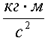 кг · м
с²